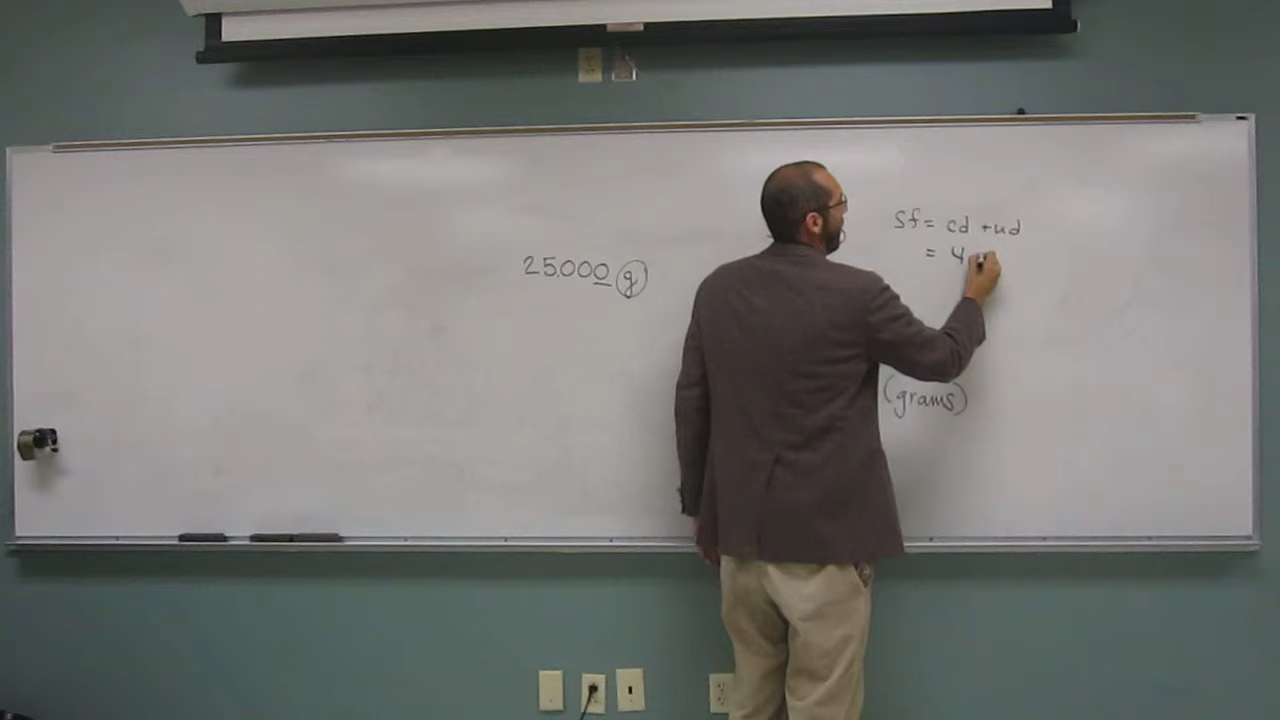 sf = cd + ud
= 4
25.000 g
(grams)